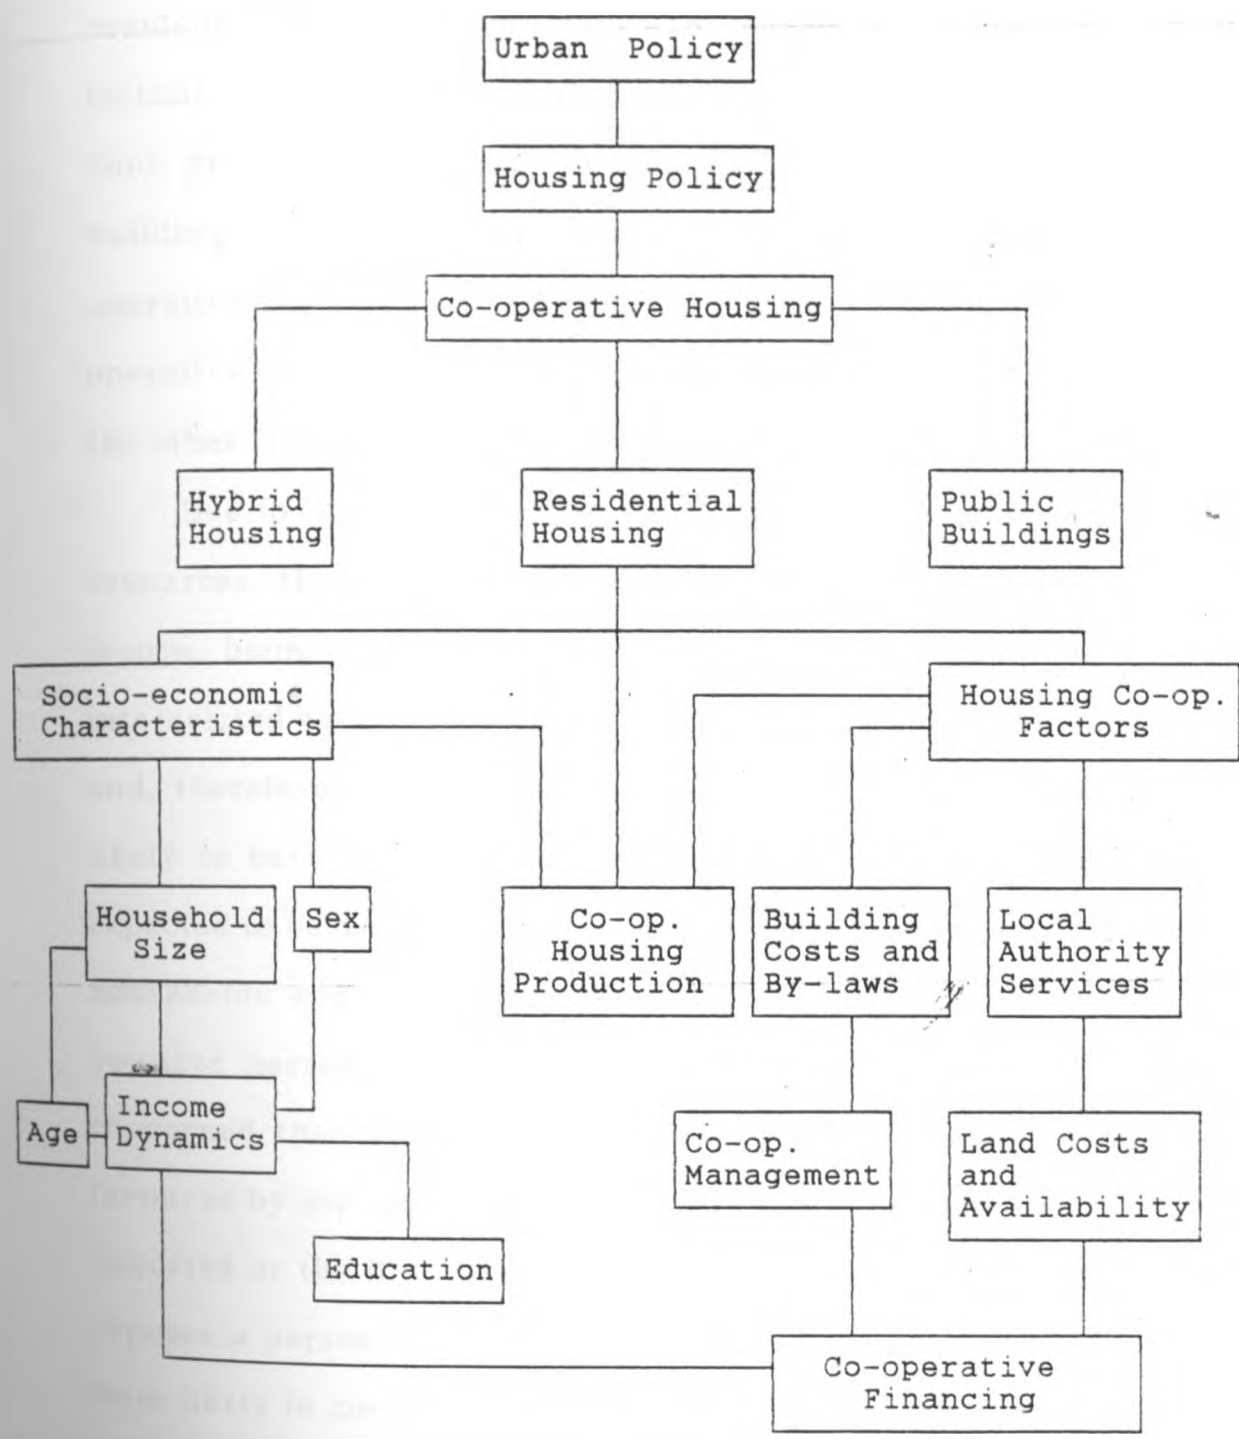 Urban Policy
Housing Policy
Co-operative Housing
Hybrid
Housing
Residential
Housing
Public
Buildings
Socio-economic
Characteristics
Housing Co-op.
Factors
Household
Size
Sex
Co-op.
Housing
Production
Building
Costs and
By-laws
Local
Authority
Services
Age
Income
Dynamics
Co-op.
Management
Land Costs
and
Availability
Education
Co-operative
Financing